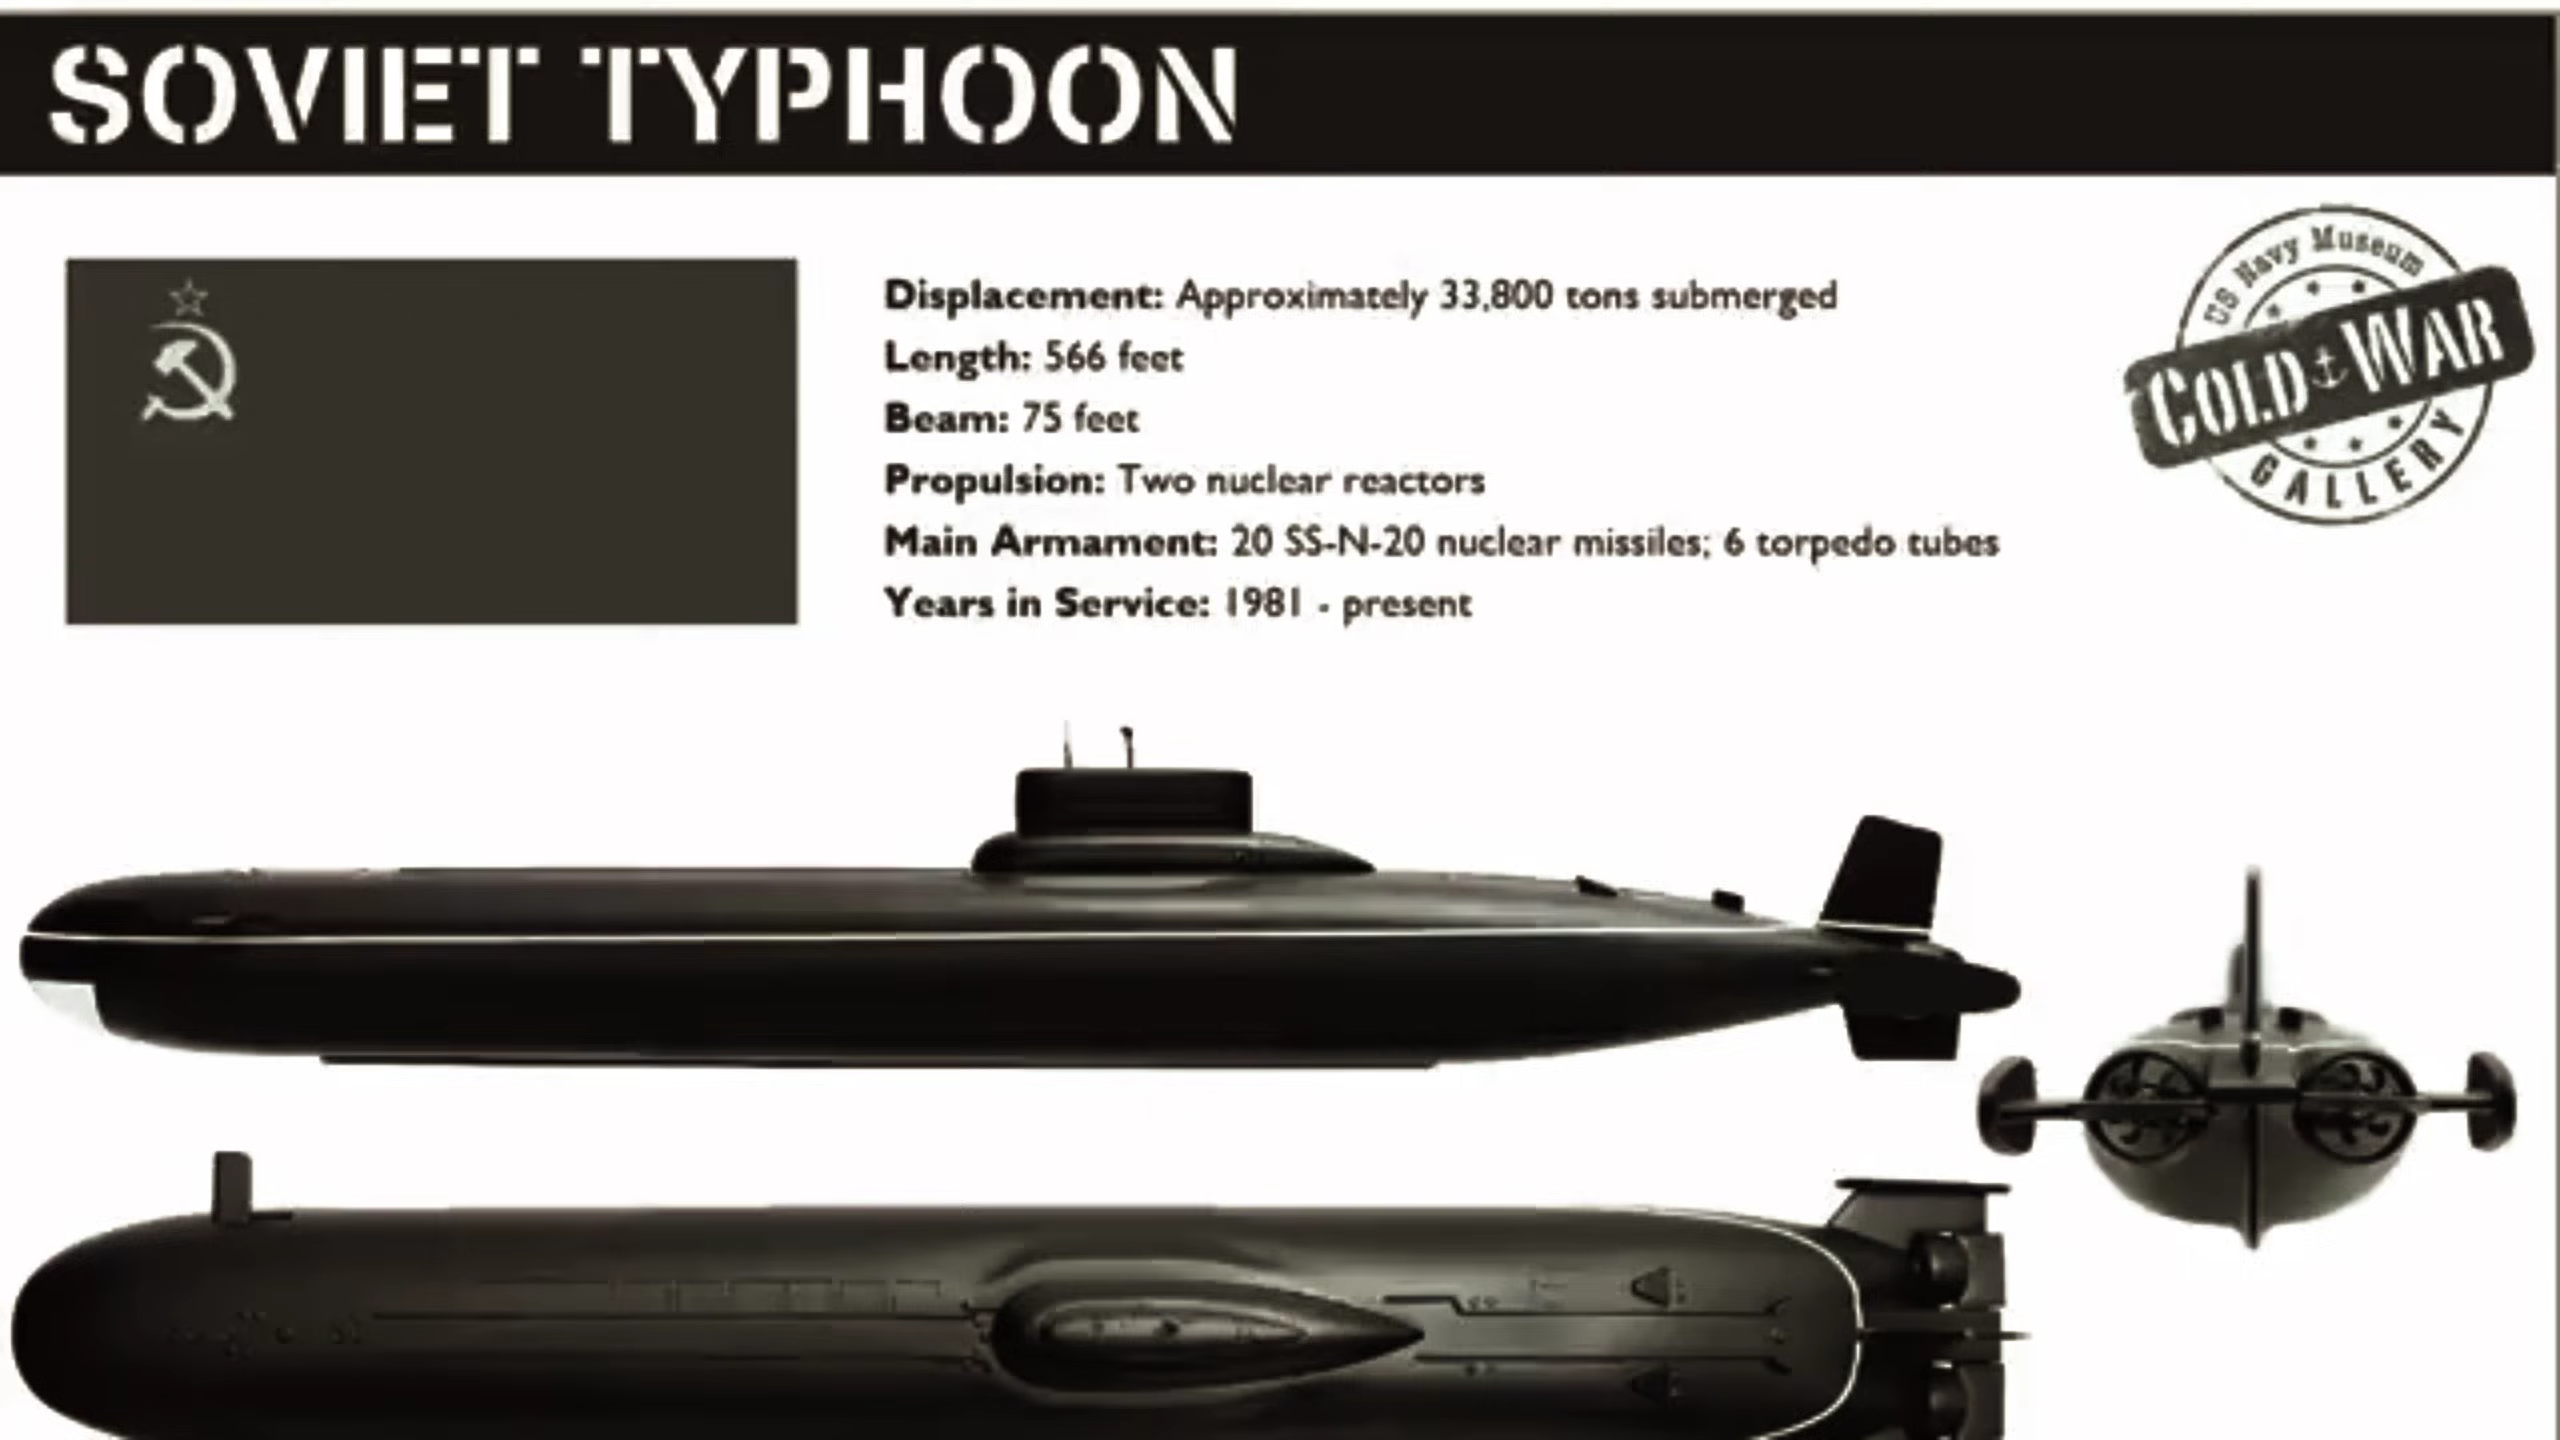 SOVIET TYPHOON
Displacement: Approximately 33,800 tons submerged
Length: 566 feet
Beam: 75 feet
Propulsion: Two nuclear reactors
Main Armament: 20 SS-N-20 nuclear missiles; 6 torpedo tubes
Years in Service: 1981 - present
US Navy Museum
COLD WAR
GALLERY